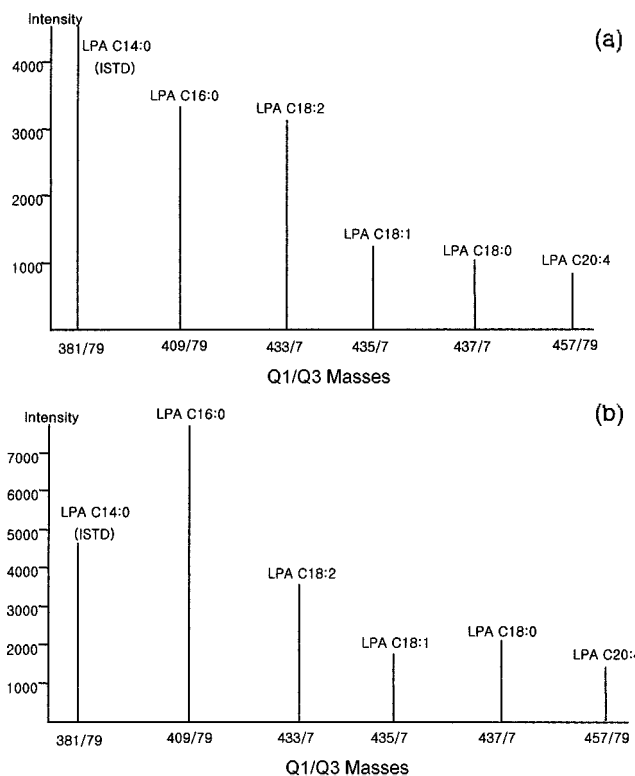 Intensity
(a)
LPA C14:0
(ISTD)
4000
LPA C16:0
LPA C18:2
3000
2000
LPA C18:1
LPA C18:0
LPA C20:4
1000
381/79 409/79 433/7 435/7 437/7 457/79
Q1/Q3 Masses
Intensity
LPA C16:0
(b)
7000
6000
LPA C14:0
(ISTD)
5000
4000
LPA C18:2
3000
LPA C18:1
LPA C18:0
2000
LPA C20:4
1000
381/79 409/79 433/7 435/7 437/7 457/79
Q1/Q3 Masses